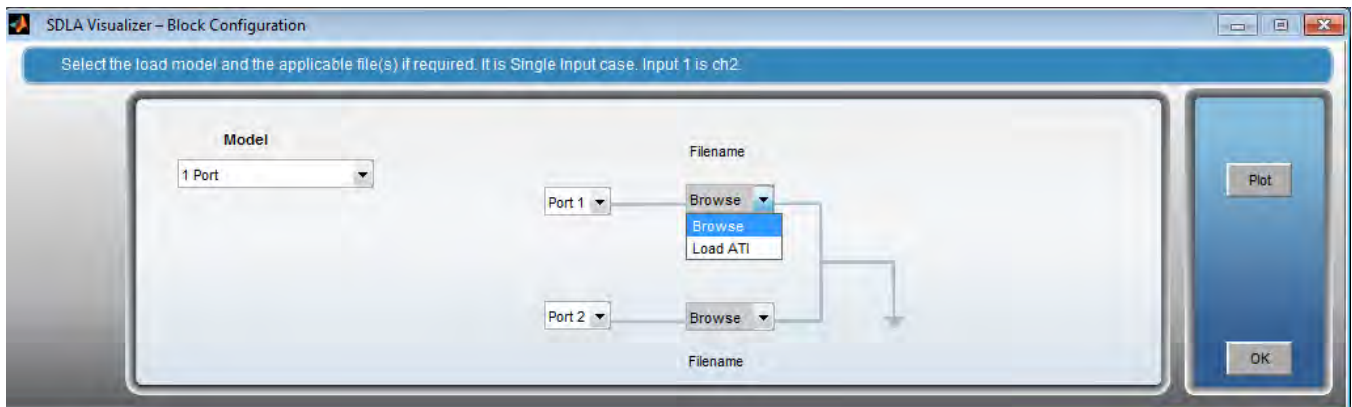 SDLA Visualizer – Block Configuration
Select the load model and the applicable file(s) if required. It is Single Input case. Input 1 is ch2.
Model
1 Port
Filename
Port 1
Browse
Browse
Load ATI
Port 2
Browse
Filename
Plot
OK